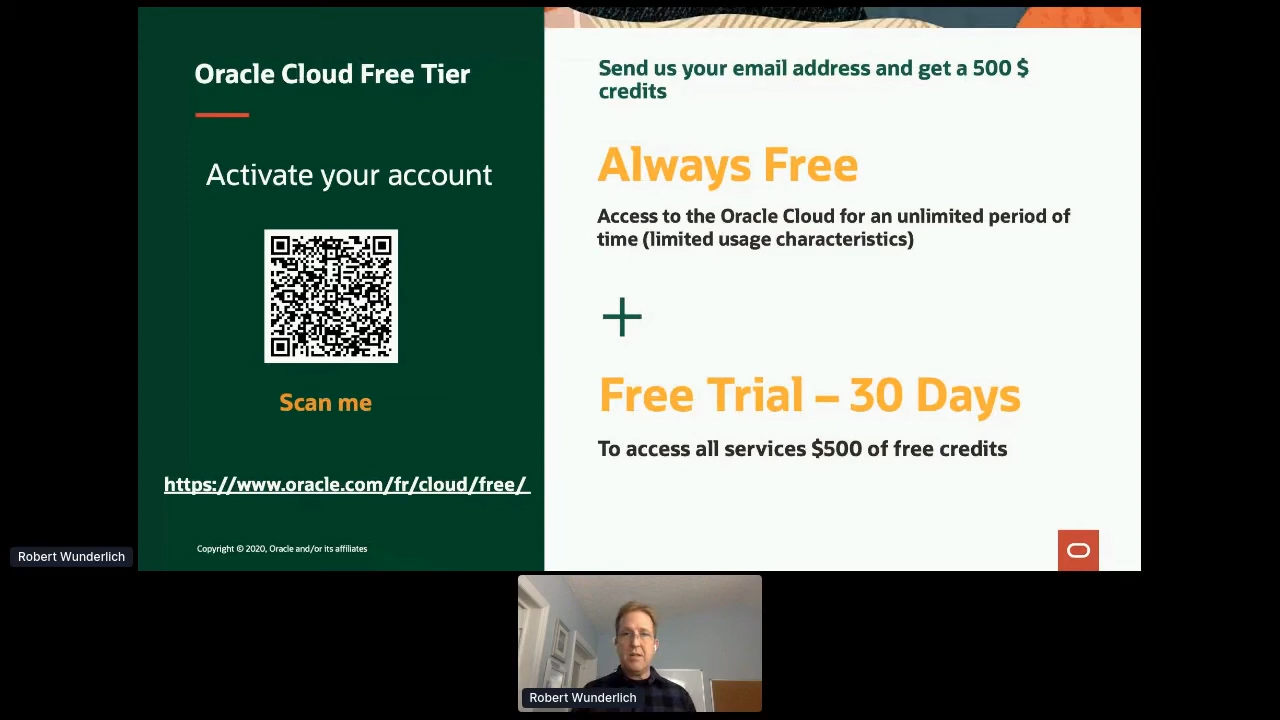 Oracle Cloud Free Tier
Activate your account
Scan me
https://www.oracle.com/fr/cloud/free/
Copyright © 2020, Oracle and/or its affiliates
Send us your email address and get a 500 $
credits
Always Free
Access to the Oracle Cloud for an unlimited period of
time (limited usage characteristics)
+
Free Trial – 30 Days
To access all services $500 of free credits
Robert Wunderlich
Robert Wunderlich